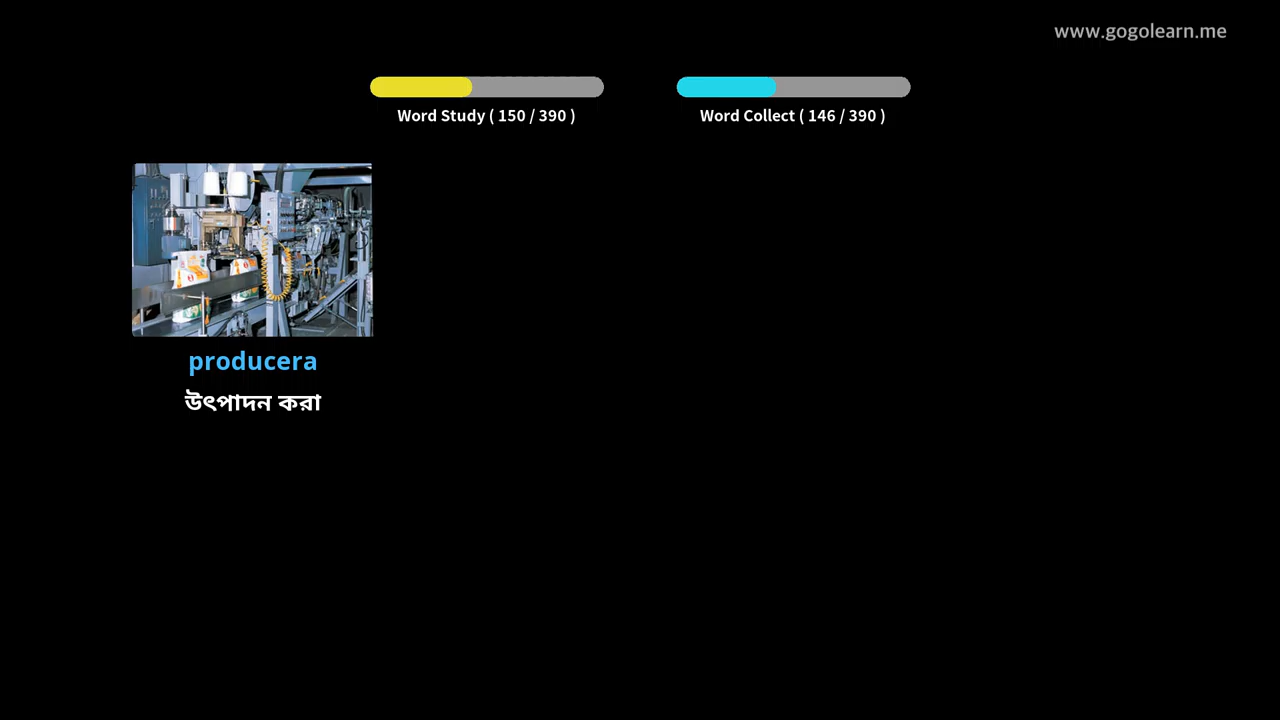 www.gogolearn.me
Word Study ( 150 / 390 )
Word Collect ( 146 / 390 )
producera
উৎপাদন করা